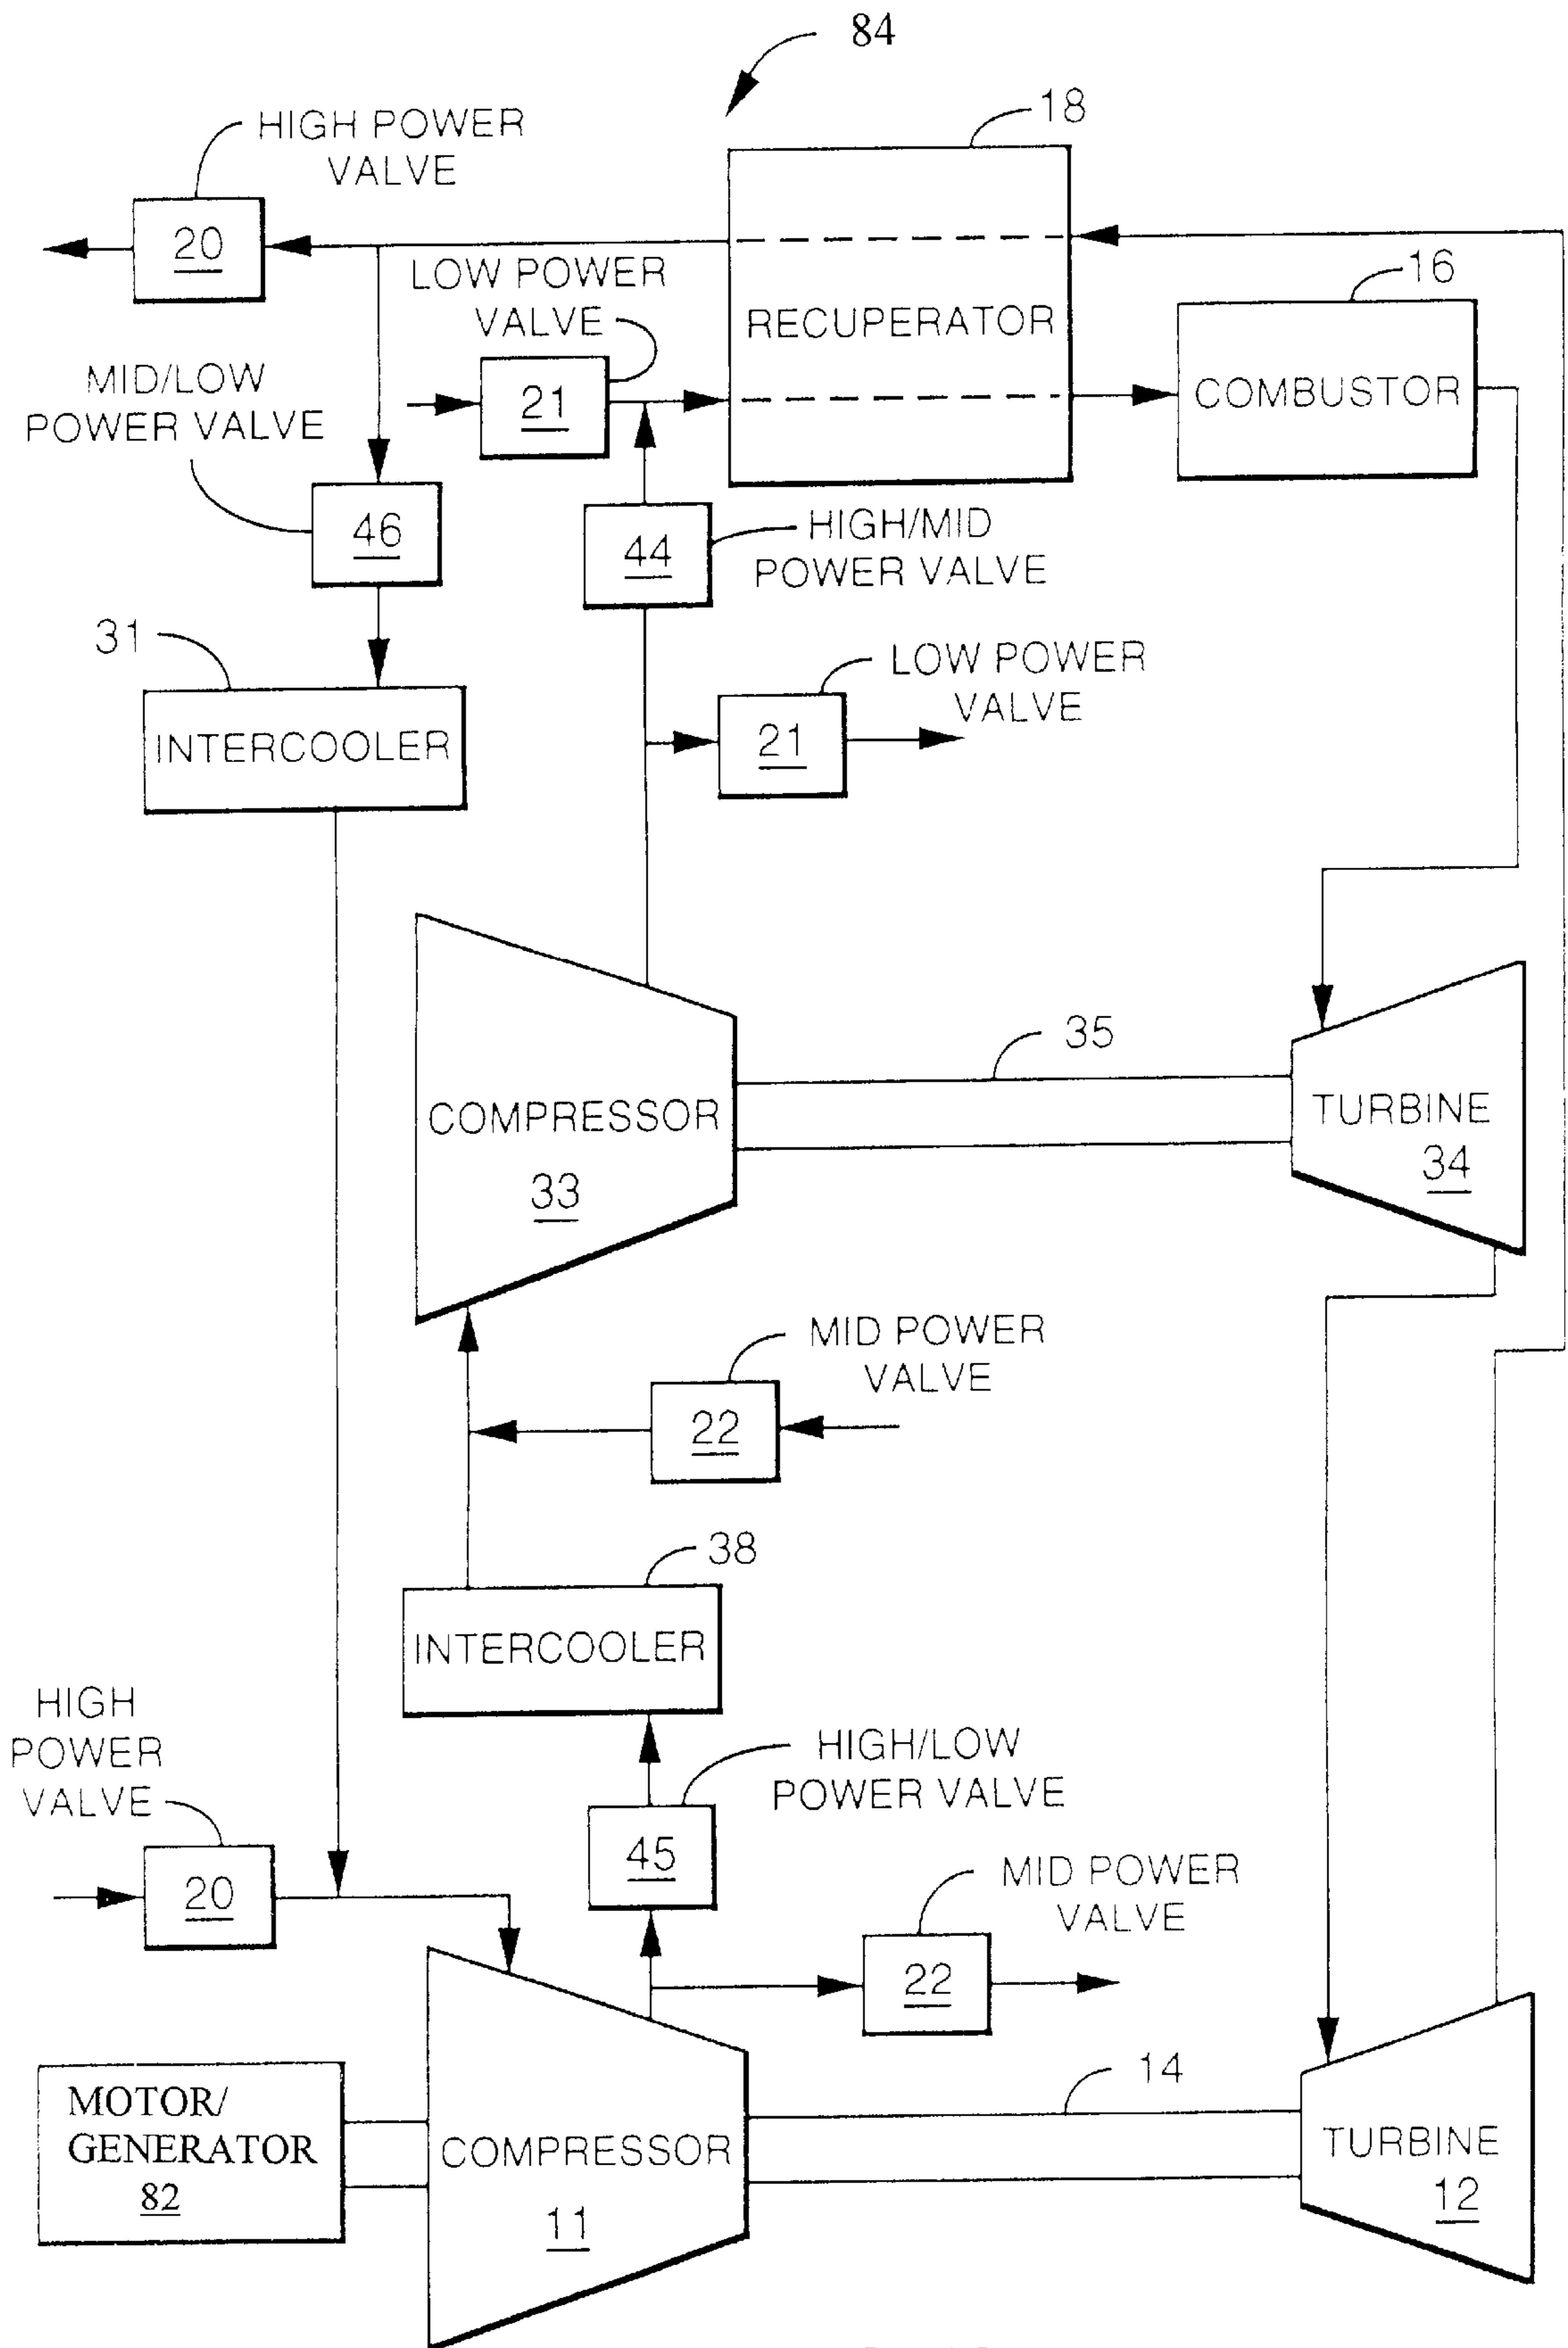 84
HIGH POWER
VALVE
18
20
LOW POWER
VALVE
16
RECUPERATOR
MID/LOW
POWER VALVE
21
COMBUSTOR
46
44
HIGH/MID
POWER VALVE
31
LOW POWER
VALVE
INTERCOOLER
21
35
COMPRESSOR
33
TURBINE
34
MID POWER
VALVE
22
38
INTERCOOLER
HIGH
POWER
VALVE
HIGH/LOW
POWER VALVE
45
20
MID POWER
VALVE
22
14
MOTOR/
GENERATOR
82
COMPRESSOR
11
TURBINE
12